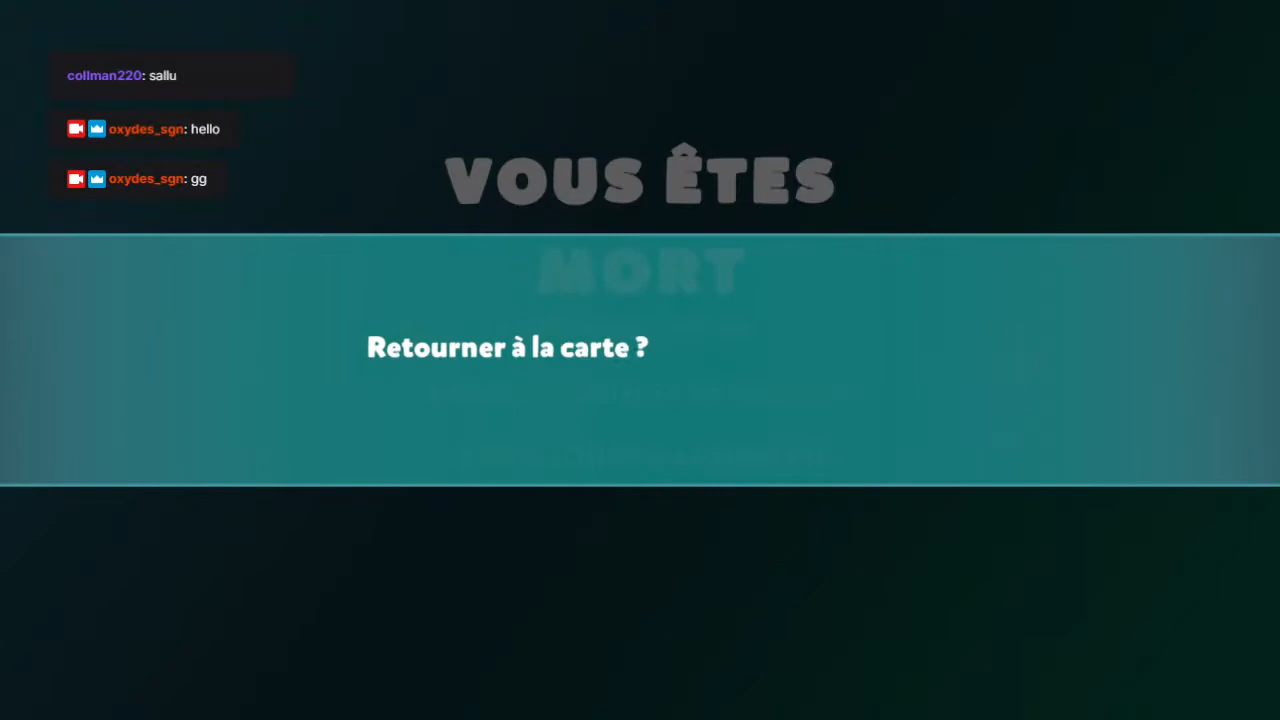 collman220: sallu
oxydes_sgn: hello
oxydes_sgn: gg
VOUS ÊTES
MORT
Retourner à la carte ?